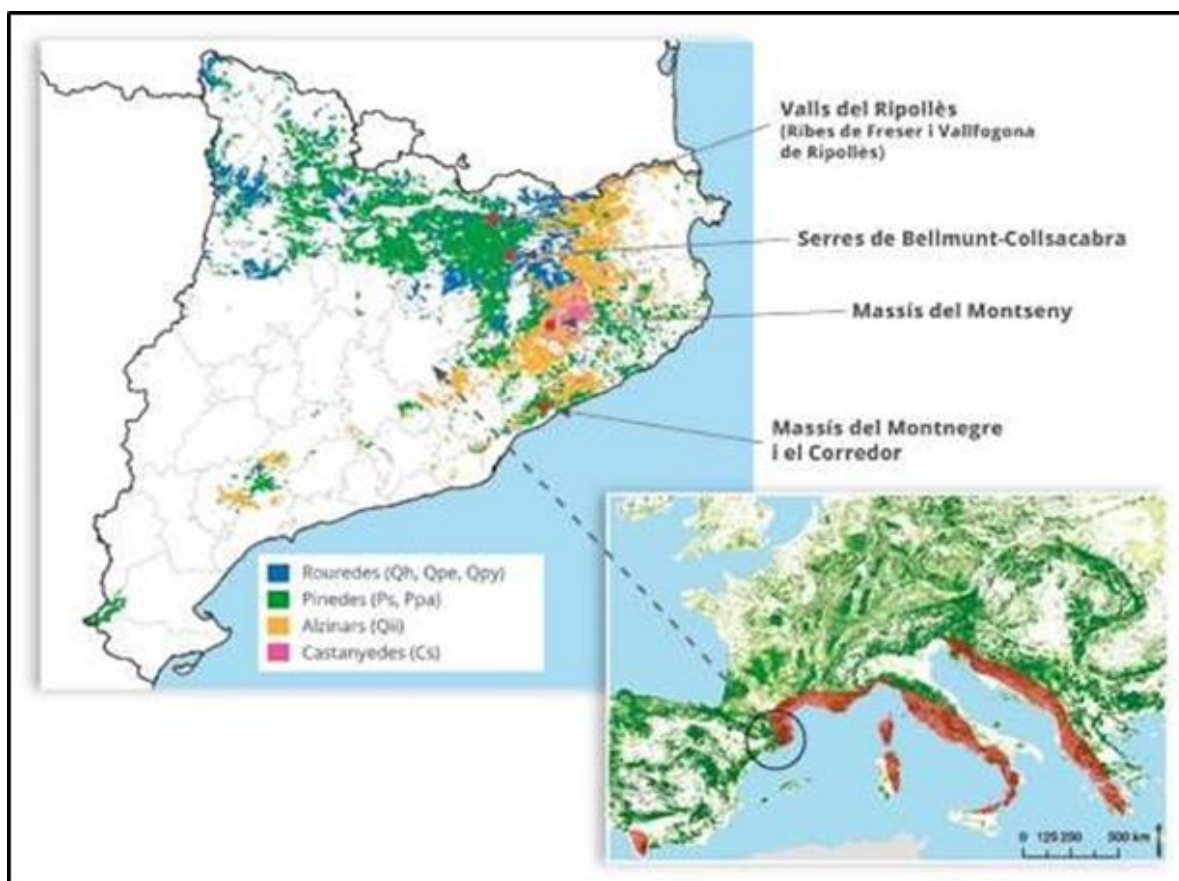 Valls del Ripollès
(Ribes de Freser i Vallfogona
de Ripollès)
Serres de Bellmunt-Collsacabra
Massís del Montseny
Massís del Montnegre
i el Corredor
Rouredes (Qh, Qpe, Qpy)
Pinedes (Ps, Ppa)
Alzinars (Qii)
Castanyedes (Cs)
0 125 250 500 km